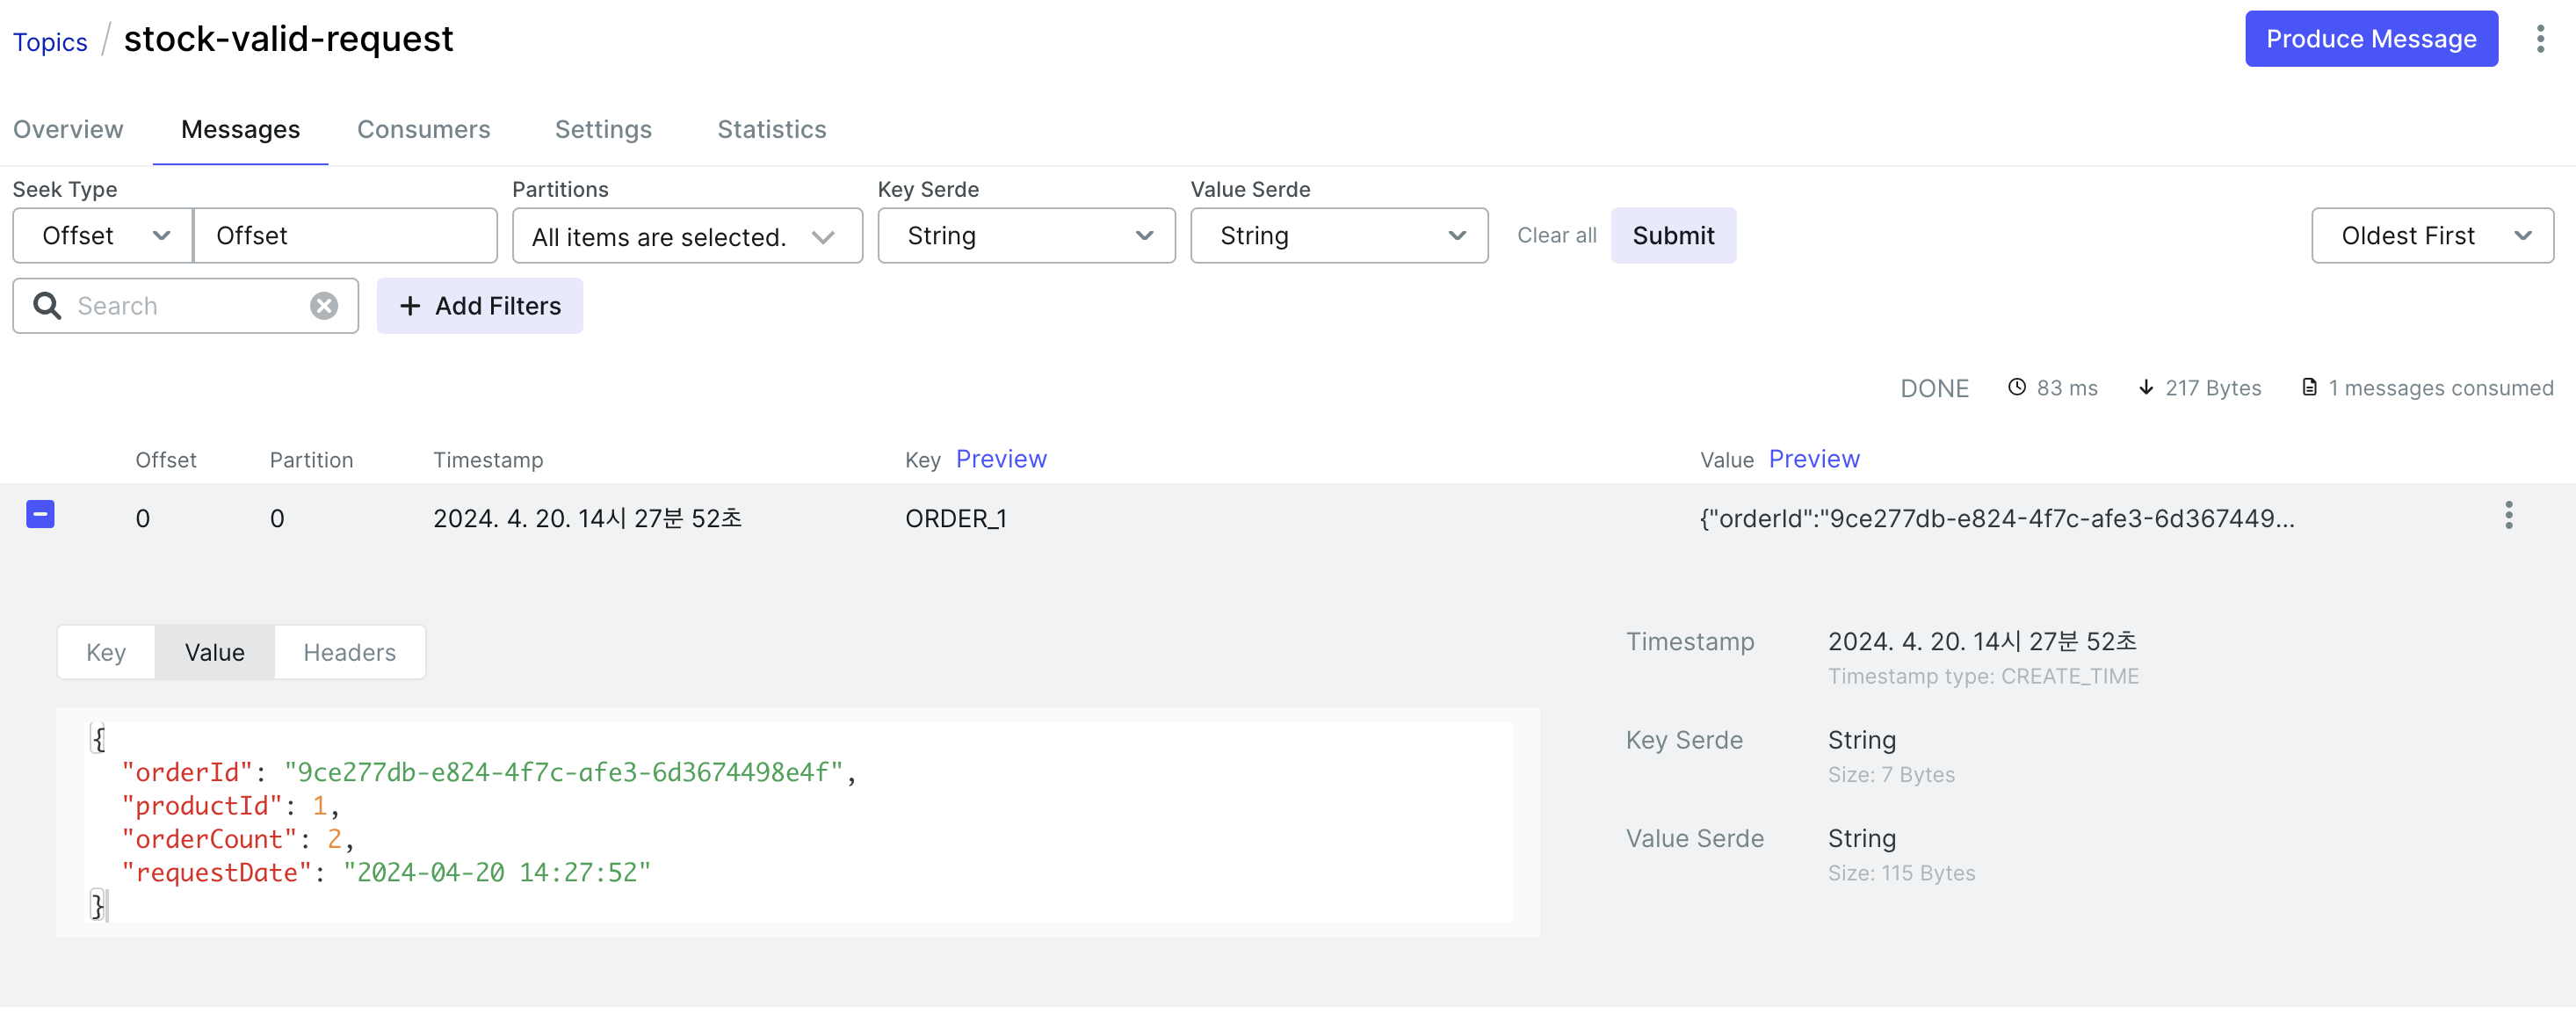 Topics / stock-valid-request
Produce Message
Overview Messages Consumers Settings Statistics
Seek Type Partitions Key Serde Value Serde
Offset Offset All items are selected. String String Clear all Submit Oldest First
Search + Add Filters
DONE 83 ms 217 Bytes 1 messages consumed
Offset Partition Timestamp Key Preview Value Preview
0 0 2024. 4. 20. 14시 27분 52초 ORDER_1 {"orderId":"9ce277db-e824-4f7c-afe3-6d367449...
Key Value Headers
{
"orderId": "9ce277db-e824-4f7c-afe3-6d3674498e4f",
"productId": 1,
"orderCount": 2,
"requestDate": "2024-04-20 14:27:52"
}
Timestamp 2024. 4. 20. 14시 27분 52초
Timestamp type: CREATE_TIME
Key Serde String
Size: 7 Bytes
Value Serde String
Size: 115 Bytes